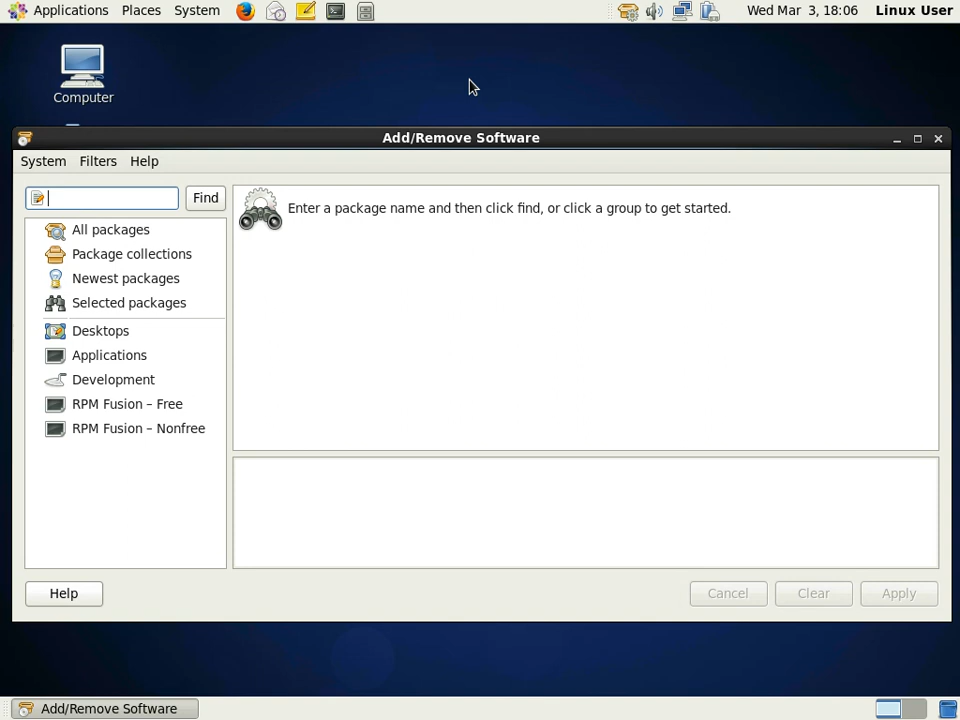 Applications Places System Wed Mar 3, 18:06 Linux User
Computer
Add/Remove Software
System Filters Help
Find
Enter a package name and then click find, or click a group to get started.
All packages
Package collections
Newest packages
Selected packages
Desktops
Applications
Development
RPM Fusion – Free
RPM Fusion – Nonfree
Help Cancel Clear Apply
Add/Remove Software